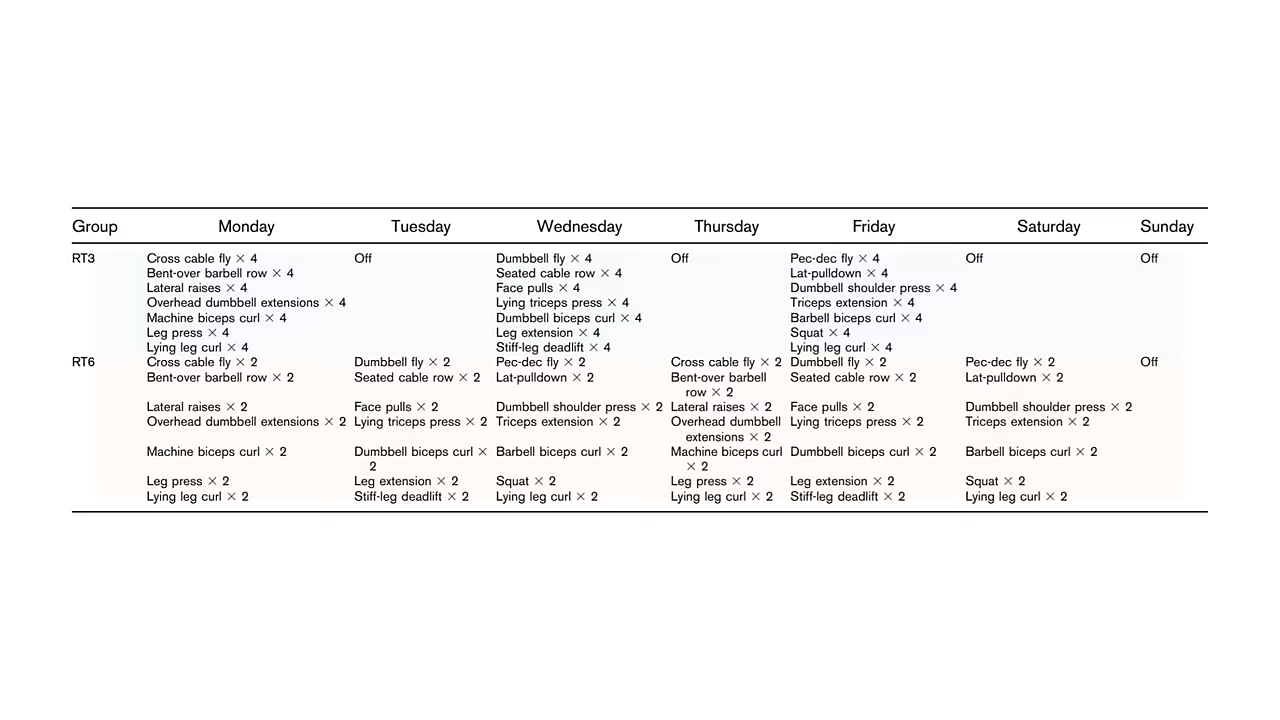 Group Monday Tuesday Wednesday Thursday Friday Saturday Sunday
RT3 Cross cable fly × 4 Off Dumbbell fly × 4 Off Pec-dec fly × 4 Off Off
Bent-over barbell row × 4 Seated cable row × 4 Lat-pulldown × 4
Lateral raises × 4 Face pulls × 4 Dumbbell shoulder press × 4
Overhead dumbbell extensions × 4 Lying triceps press × 4 Triceps extension × 4
Machine biceps curl × 4 Dumbbell biceps curl × 4 Barbell biceps curl × 4
Leg press × 4 Leg extension × 4 Squat × 4
Lying leg curl × 4 Stiff-leg deadlift × 4 Lying leg curl × 4
RT6 Cross cable fly × 2 Dumbbell fly × 2 Pec-dec fly × 2 Cross cable fly × 2 Dumbbell fly × 2 Pec-dec fly × 2 Off
Bent-over barbell row × 2 Seated cable row × 2 Lat-pulldown × 2 Bent-over barbell Seated cable row × 2 Lat-pulldown × 2
row × 2
Lateral raises × 2 Face pulls × 2 Dumbbell shoulder press × 2 Lateral raises × 2 Face pulls × 2 Dumbbell shoulder press × 2
Overhead dumbbell extensions × 2 Lying triceps press × 2 Triceps extension × 2 Overhead dumbbell Lying triceps press × 2 Triceps extension × 2
extensions × 2
Machine biceps curl × 2 Dumbbell biceps curl × Barbell biceps curl × 2 Machine biceps curl Dumbbell biceps curl × 2 Barbell biceps curl × 2
2 × 2
Leg press × 2 Leg extension × 2 Squat × 2 Leg press × 2 Leg extension × 2 Squat × 2
Lying leg curl × 2 Stiff-leg deadlift × 2 Lying leg curl × 2 Lying leg curl × 2 Stiff-leg deadlift × 2 Lying leg curl × 2